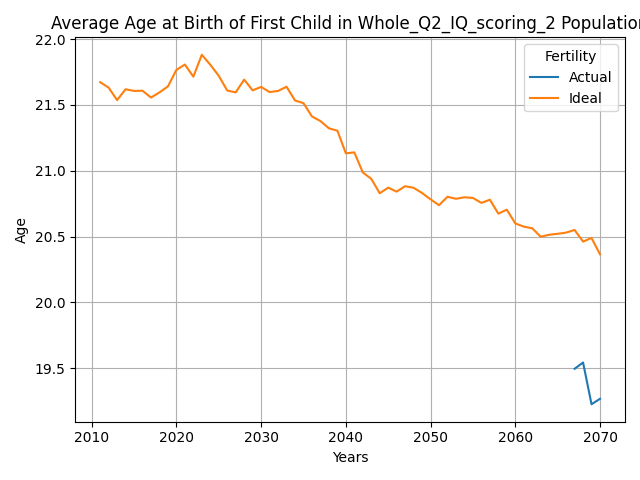 Average Age at Birth of First Child in Whole_Q2_IQ_scoring_2 Population
22.0
21.5
21.0
20.5
20.0
19.5
Age
Fertility
Actual
Ideal
2010
2020
2030
2040
2050
2060
2070
Years